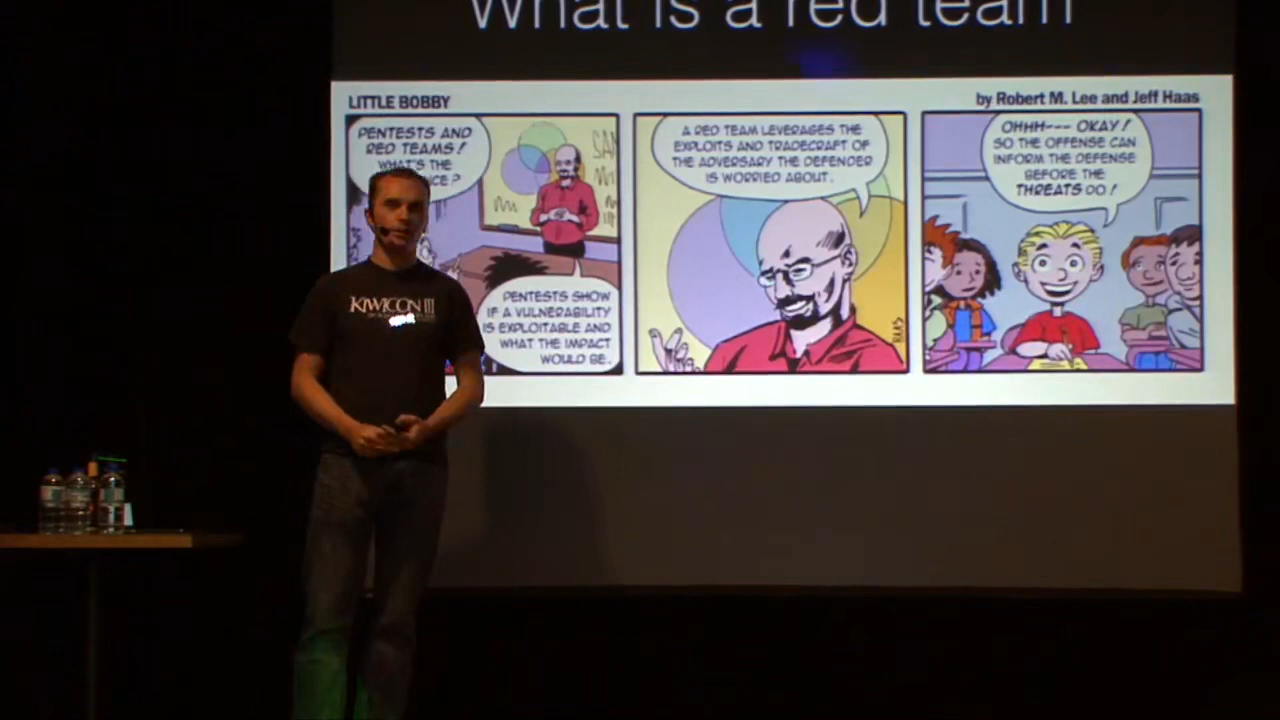 What is a red team
LITTLE BOBBY
by Robert M. Lee and Jeff Haas
PENTESTS AND
RED TEAMS!
WHAT'S THE
?
PENTESTS SHOW
IF A VULNERABILITY
IS EXPLOITABLE AND
WHAT THE IMPACT
WOULD BE.
A RED TEAM LEVERAGES THE
EXPLOITS AND TRADECRAFT OF
THE ADVERSARY THE DEFENDER
IS WORRIED ABOUT.
HAAS
OHHH--- OKAY!
SO THE OFFENSE CAN
INFORM THE DEFENSE
BEFORE THE
THREATS DO!
KIWICON III